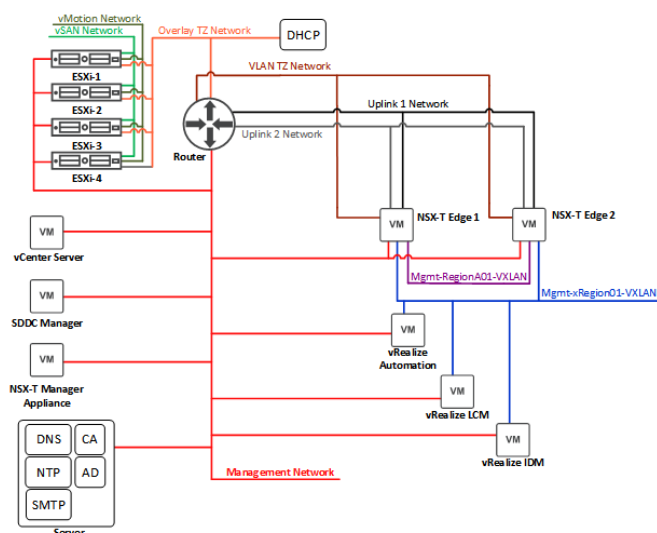 vMotion Network
vSAN Network
Overlay TZ Network
DHCP
ESXi-1
ESXi-2
ESXi-3
ESXi-4
VLAN TZ Network
Uplink 1 Network
Uplink 2 Network
Router
VM
NSX-T Edge 1
VM
NSX-T Edge 2
VM
vCenter Server
Mgmt-RegionA01-VXLAN
Mgmt-xRegion01-VXLAN
VM
SDDC Manager
VM
vRealize
Automation
VM
NSX-T Manager
Appliance
VM
vRealize LCM
DNS
CA
NTP
AD
SMTP
Server
VM
vRealize IDM
Management Network